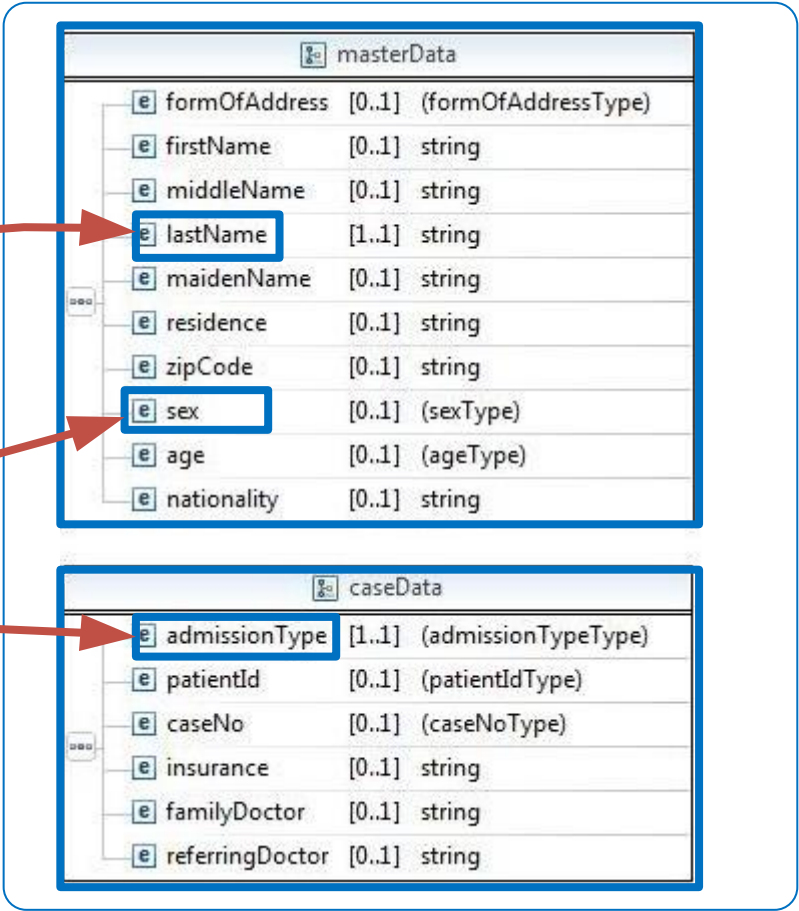 masterData
e formOfAddress [0..1] (formOfAddressType)
e firstName [0..1] string
e middleName [0..1] string
e lastName [1..1] string
e maidenName [0..1] string
e residence [0..1] string
e zipCode [0..1] string
e sex [0..1] (sexType)
e age [0..1] (ageType)
e nationality [0..1] string
caseData
e admissionType [1..1] (admissionTypeType)
e patientId [0..1] (patientIdType)
e caseNo [0..1] (caseNoType)
e insurance [0..1] string
e familyDoctor [0..1] string
e referringDoctor [0..1] string